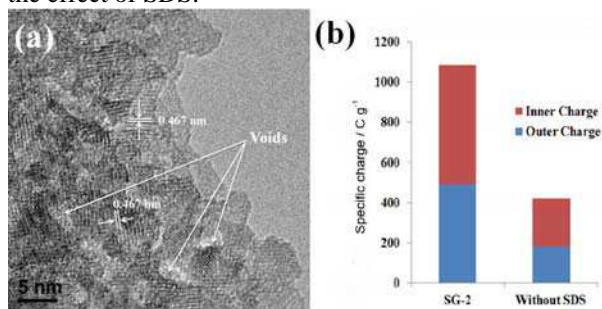 the effect of SDS.
(a)
0.467 nm
Voids
0.467 nm
5 nm
(b)
1200
1000
800
600
400
200
0
Specific charge / C g⁻¹
Inner Charge
Outer Charge
SG-2
Without SDS